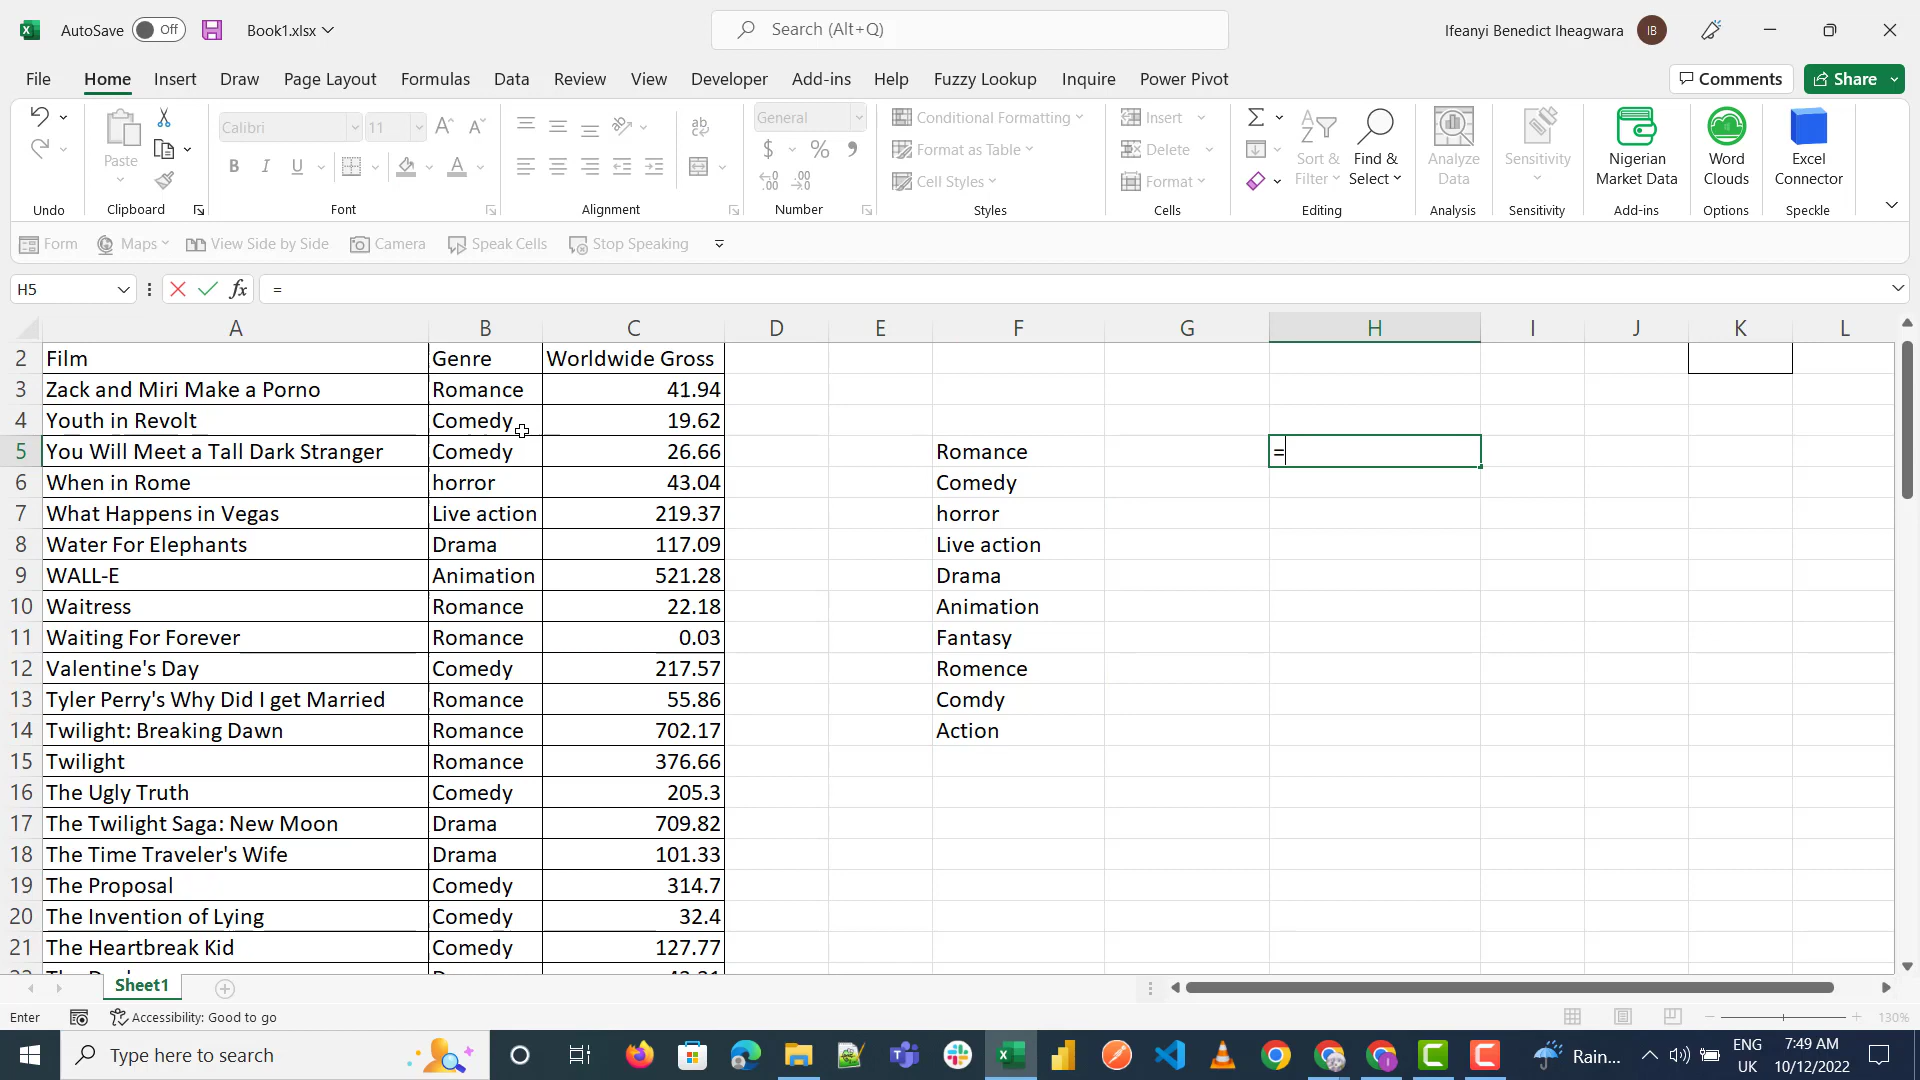 AutoSave Off Book1.xlsx Search (Alt+Q) Ifeanyi Benedict Iheagwara IB
File Home Insert Draw Page Layout Formulas Data Review View Developer Add-ins Help Fuzzy Lookup Inquire Power Pivot Comments Share
Calibri 11 General Conditional Formatting Insert
Paste B I U $ % Format as Table Delete Sort & Filter Find & Select Analyze Data Sensitivity Nigerian Market Data Word Clouds Excel Connector
Cell Styles Format
Undo Clipboard Font Alignment Number Styles Cells Editing Analysis Sensitivity Add-ins Options Speckle
Form Maps View Side by Side Camera Speak Cells Stop Speaking
H5 fx =
A B C D E F G H I J K L
2 Film Genre Worldwide Gross
3 Zack and Miri Make a Porno Romance 41.94
4 Youth in Revolt Comedy 19.62
5 You Will Meet a Tall Dark Stranger Comedy 26.66 Romance =
6 When in Rome horror 43.04 Comedy
7 What Happens in Vegas Live action 219.37 horror
8 Water For Elephants Drama 117.09 Live action
9 WALL-E Animation 521.28 Drama
10 Waitress Romance 22.18 Animation
11 Waiting For Forever Romance 0.03 Fantasy
12 Valentine's Day Comedy 217.57 Romence
13 Tyler Perry's Why Did I get Married Romance 55.86 Comdy
14 Twilight: Breaking Dawn Romance 702.17 Action
15 Twilight Romance 376.66
16 The Ugly Truth Comedy 205.3
17 The Twilight Saga: New Moon Drama 709.82
18 The Time Traveler's Wife Drama 101.33
19 The Proposal Comedy 314.7
20 The Invention of Lying Comedy 32.4
21 The Heartbreak Kid Comedy 127.77
Sheet1
Enter Accessibility: Good to go 130%
Type here to search Rain... ENG UK 7:49 AM 10/12/2022